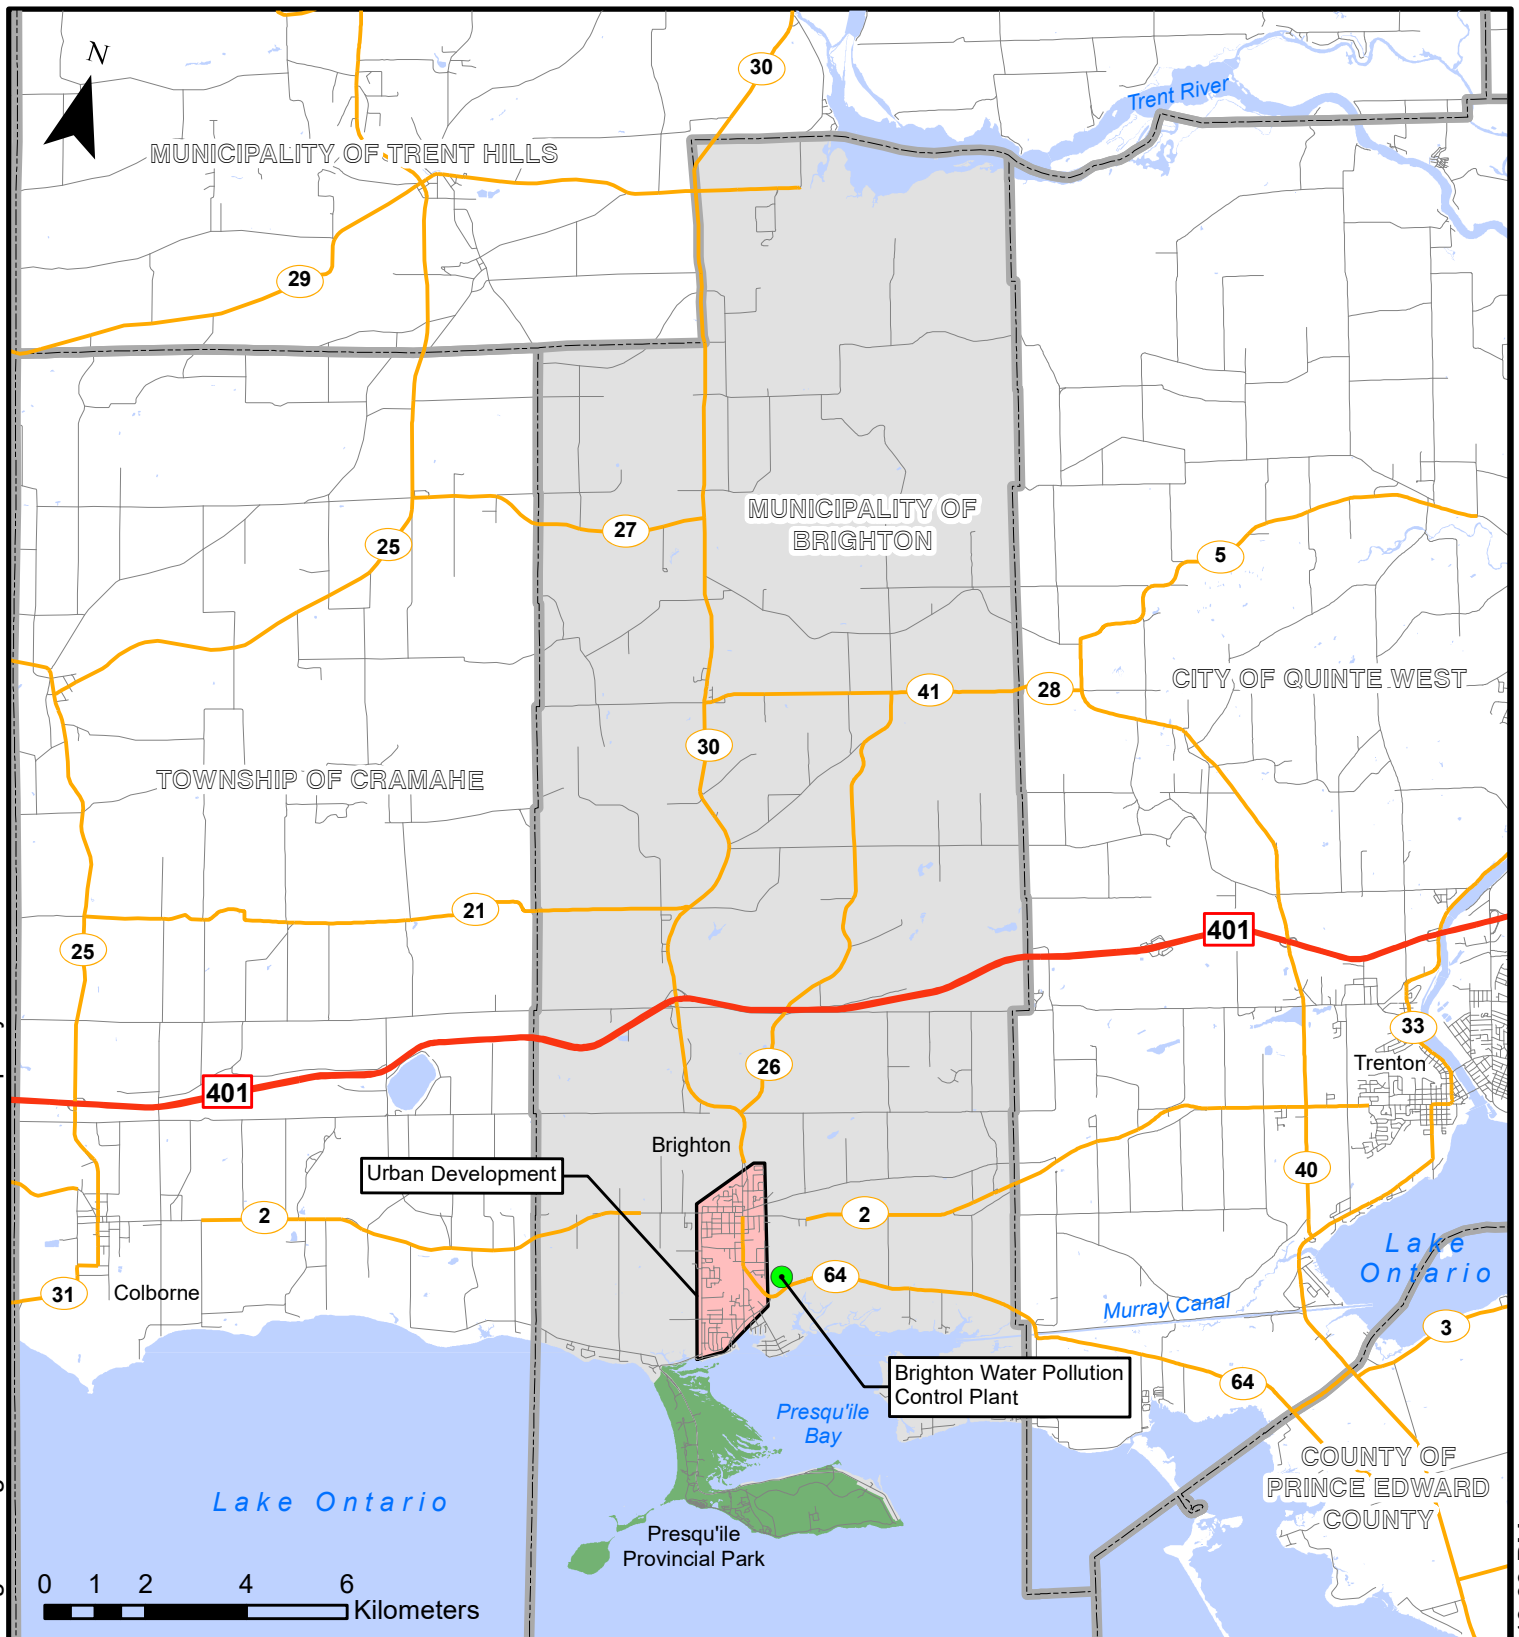 N
30
Trent River
MUNICIPALITY OF TRENT HILLS
29
MUNICIPALITY OF
BRIGHTON
27
25
5
41
28
CITY OF QUINTE WEST
30
TOWNSHIP OF CRAMAHE
21
25
401
33
Trenton
26
401
Brighton
Urban Development
40
2
2
Lake
Ontario
64
31
Colborne
Murray Canal
3
Brighton Water Pollution
Control Plant
64
Presqu'ile
Bay
COUNTY OF
PRINCE EDWARD
COUNTY
Lake Ontario
Presqu'ile
Provincial Park
0 1 2 4 6
Kilometers